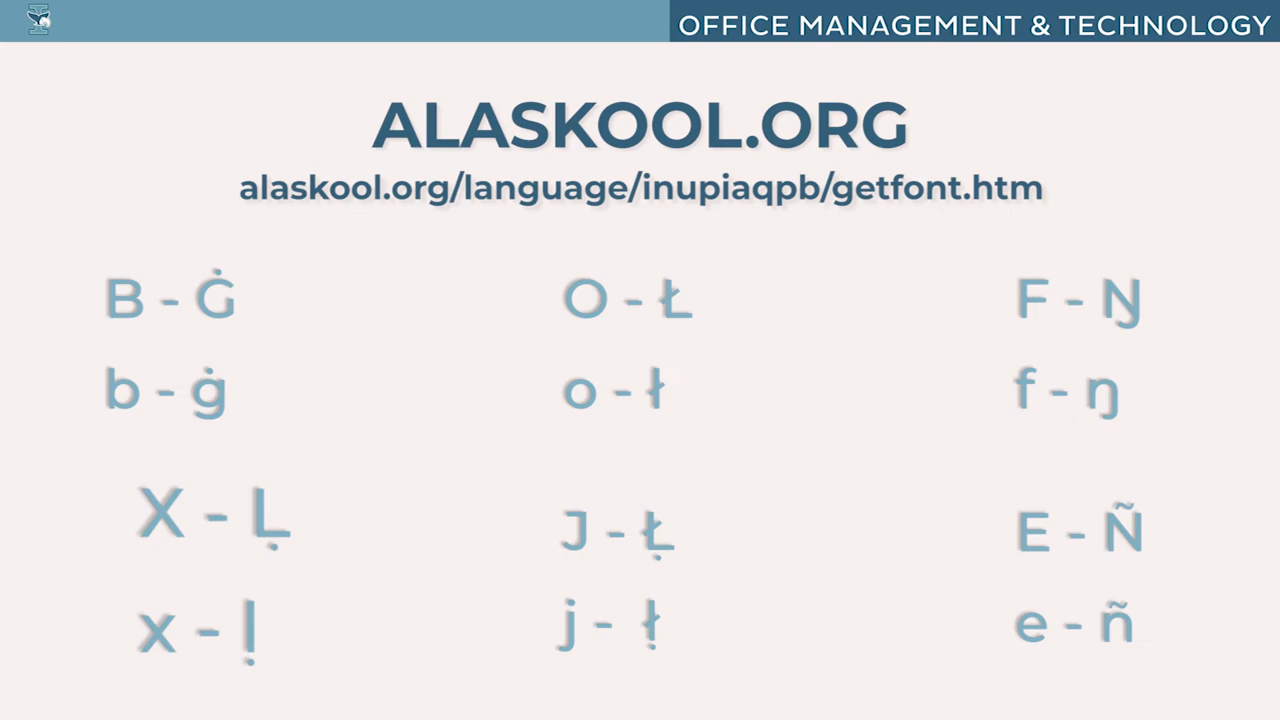 OFFICE MANAGEMENT & TECHNOLOGY
ALASKOOL.ORG
alaskool.org/language/inupiaqpb/getfont.htm
B - Ġ
O - Ł
F - Ŋ
b - ġ
o - ł
f - ŋ
X - Ḷ
J - Ł̣
E - Ñ
x - ḷ
j - ł̣
e - ñ